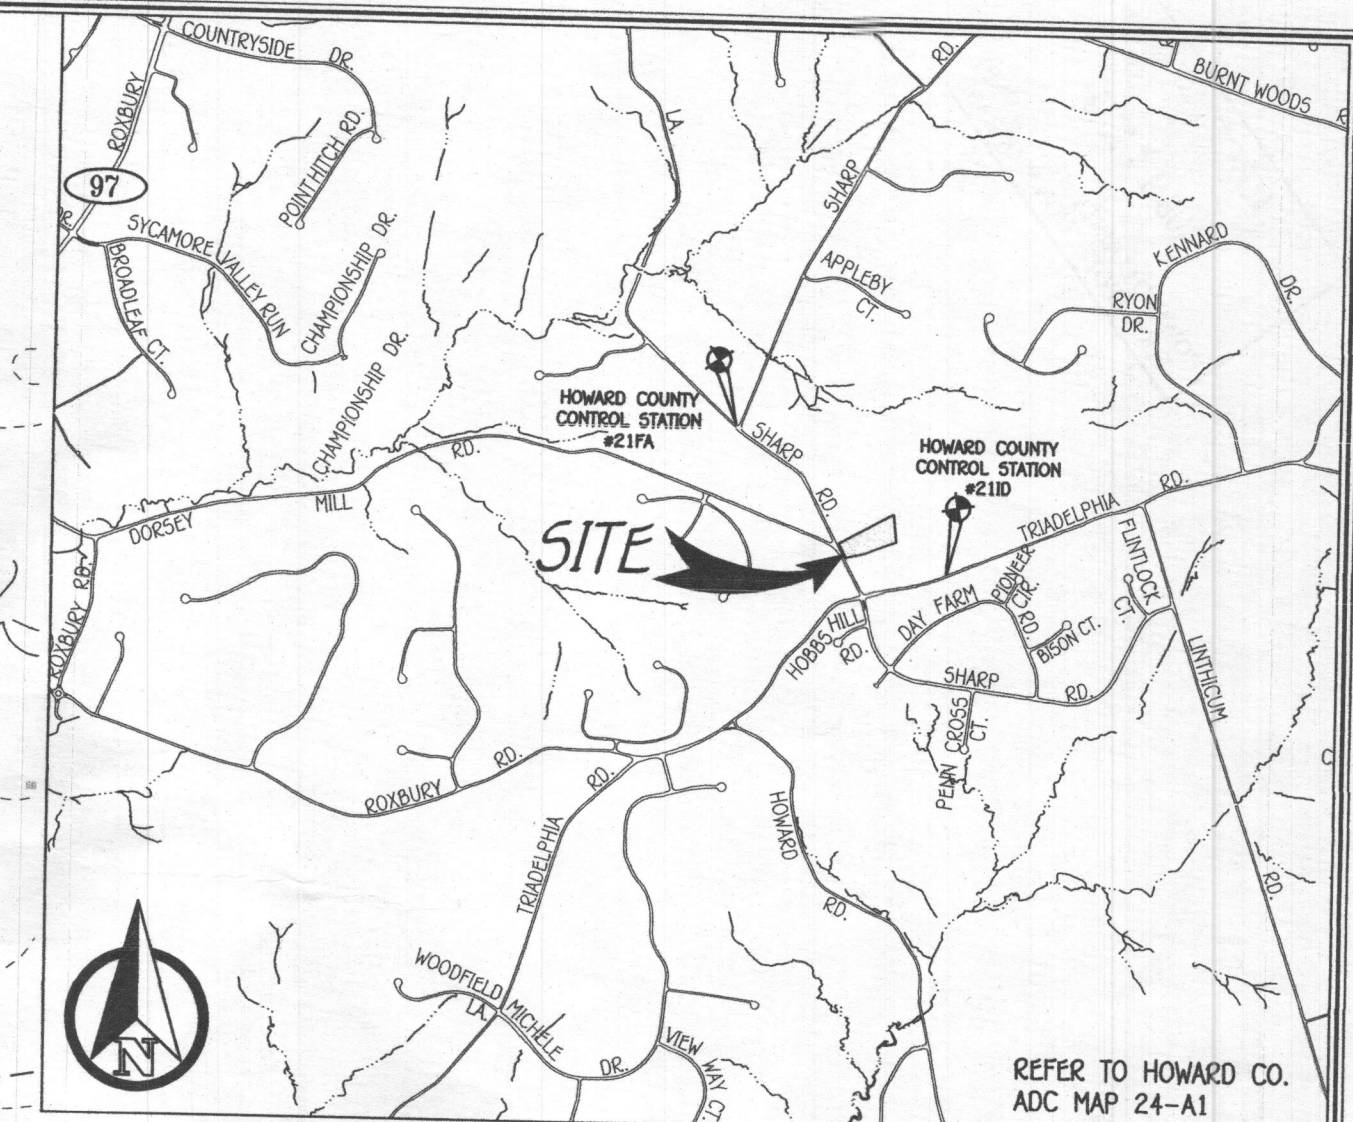 COUNTRYSIDE DR.
ROXBURY
97
POINT HITCH RD.
SYCAMORE VALLEY RUN
BROADLEAF CT.
CHAMPIONSHIP DR.
CHAMPIONSHIP DR.
LA.
SHARP RD.
BURNT WOODS
APPLEBY CT.
KENNARD DR.
RYON DR.
HOWARD COUNTY
CONTROL STATION
#21FA
SHARP RD.
HOWARD COUNTY
CONTROL STATION
#211D
DORSEY MILL RD.
SITE
TRIADELPHIA RD.
PIONEER CIR.
DAY FARM RD.
FLINTLOCK CT.
BISON CT.
HOBBS HILL RD.
SHARP RD.
PENN CROSS CT.
LINTHICUM RD.
ROXBURY RD.
ROXBURY RD.
TRIADELPHIA RD.
HOWARD RD.
WOODFIELD LA.
MICHELE DR.
VIEW WAY CT.
N
REFER TO HOWARD CO.
ADC MAP 24-A1